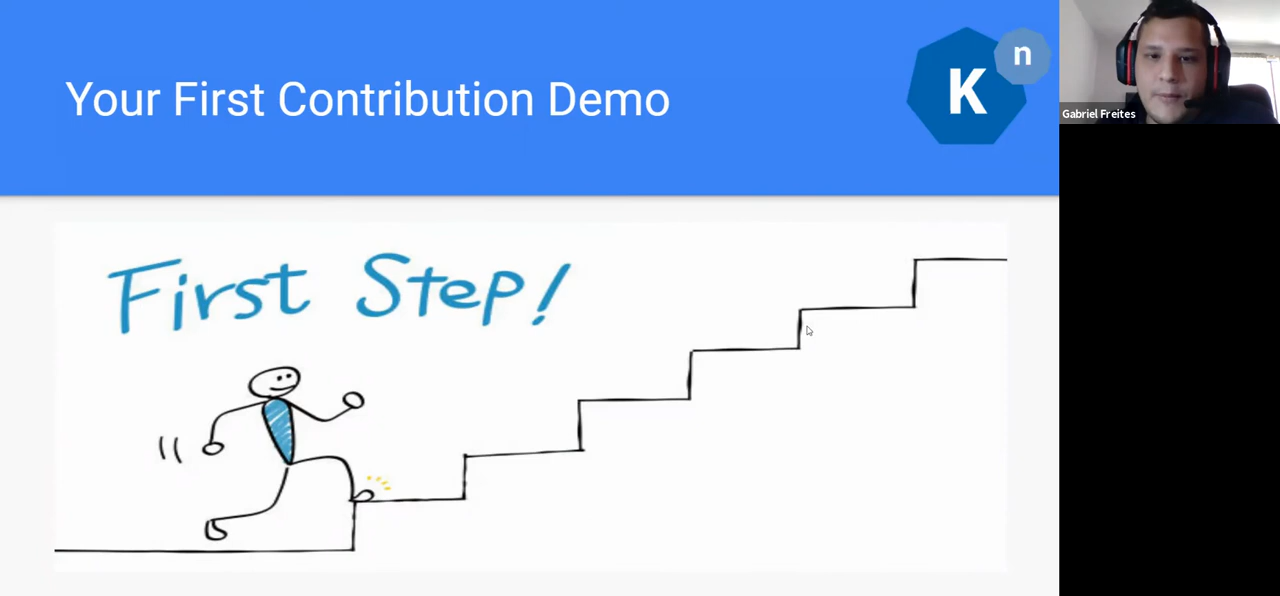 Your First Contribution Demo
K
n
Gabriel Freites
First Step!